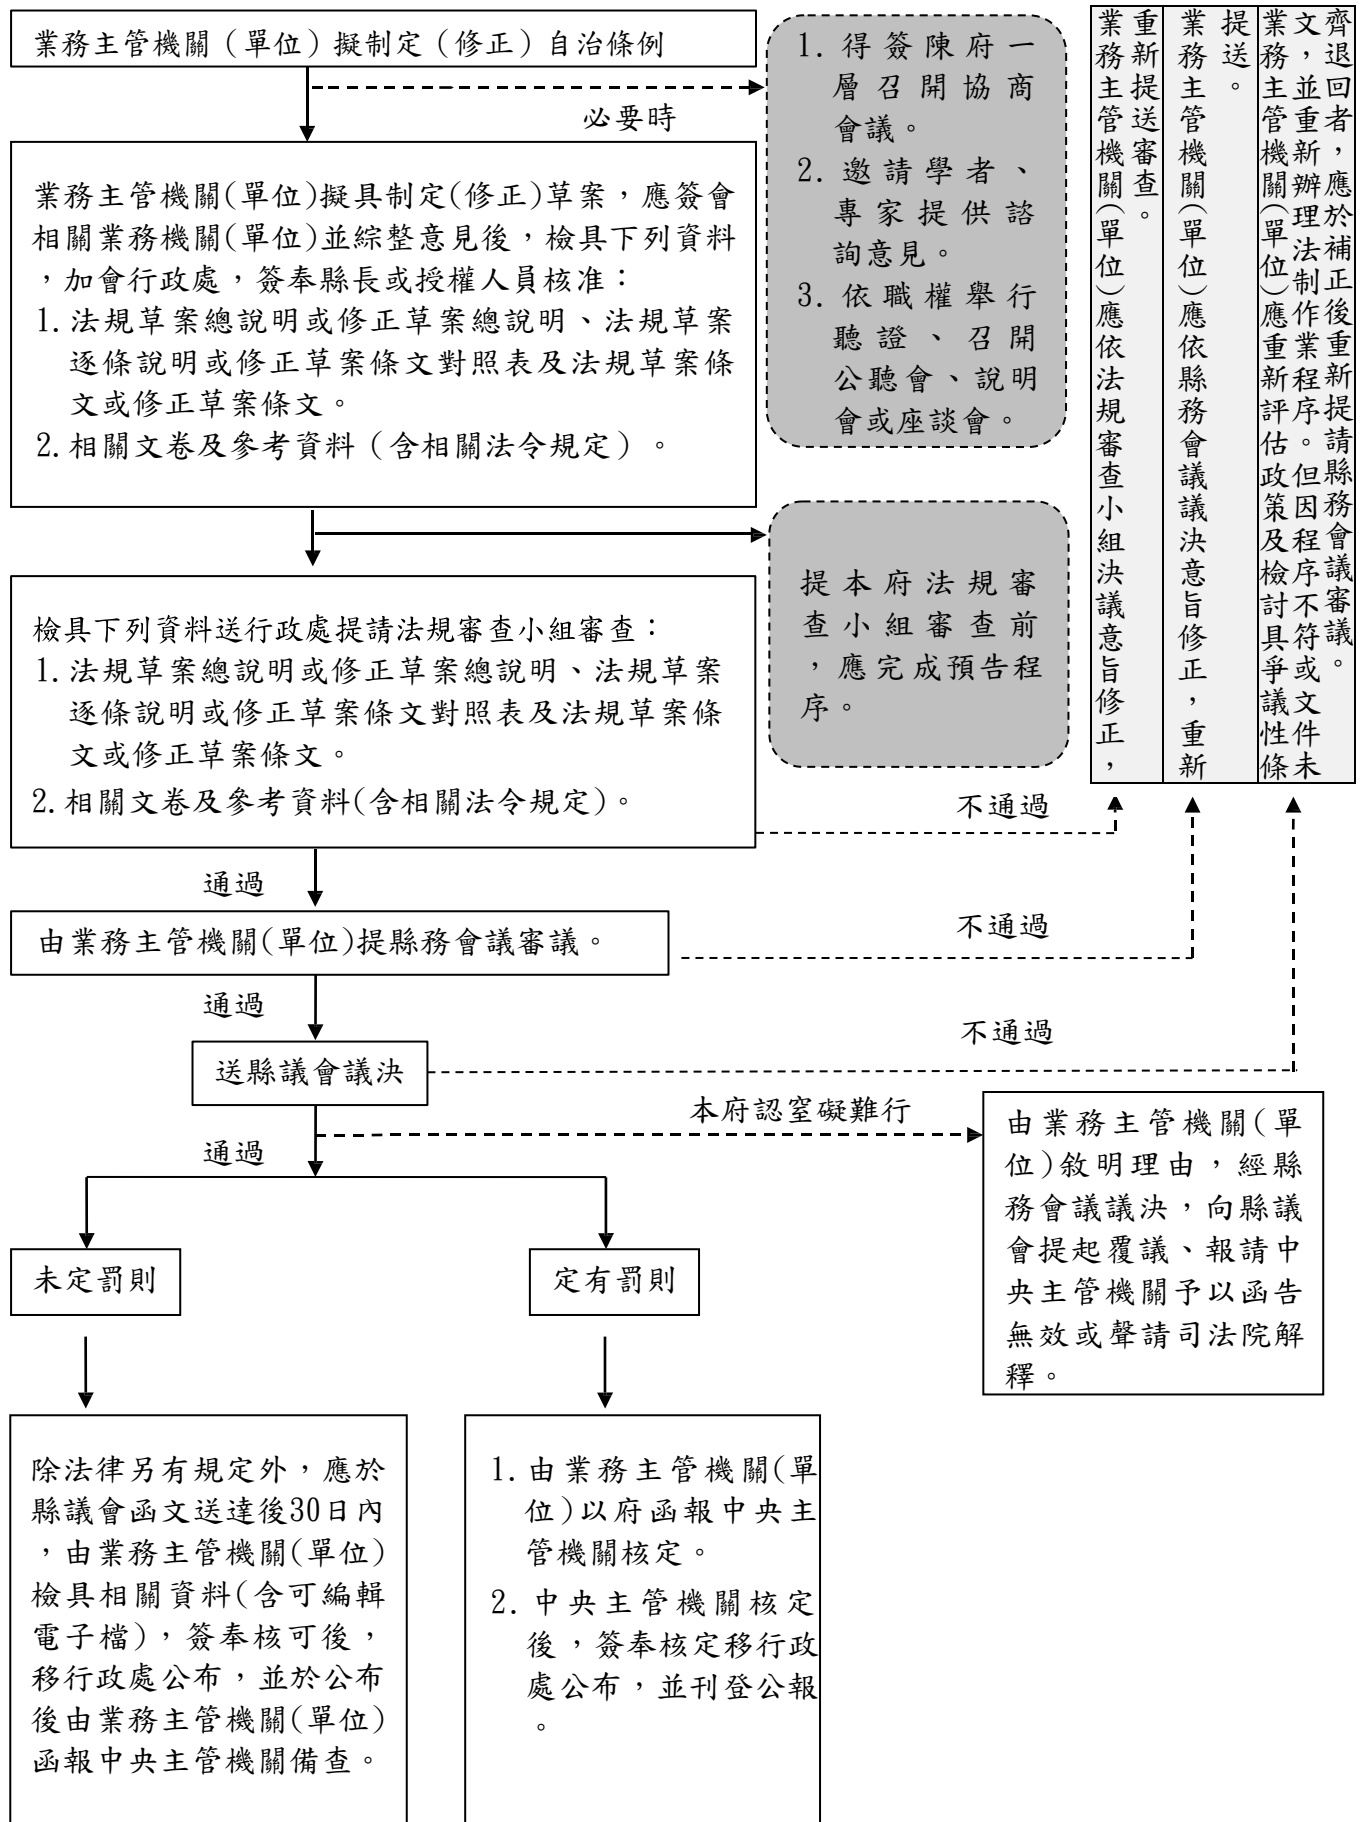 業務主管機關（單位）擬制定（修正）自治條例
必要時
1. 得簽陳府一
層召開協商
會議。
2. 邀請學者、
專家提供諮
詢意見。
3. 依職權舉行
聽證、召開
公聽會、說明
會或座談會。
業務主管機關(單位)擬具制定(修正)草案，應簽會
相關業務機關(單位)並綜整意見後，檢具下列資料
，加會行政處，簽奉縣長或授權人員核准：
1. 法規草案總說明或修正草案總說明、法規草案
逐條說明或修正草案條文對照表及法規草案條
文或修正草案條文。
2. 相關文卷及參考資料（含相關法令規定）。
提本府法規審
查小組審查前
，應完成預告程
序。
檢具下列資料送行政處提請法規審查小組審查：
1. 法規草案總說明或修正草案總說明、法規草案
逐條說明或修正草案條文對照表及法規草案條
文或修正草案條文。
2. 相關文卷及參考資料(含相關法令規定)。
不通過
業務主管機關(單位)應依法規審查小組決議意旨修正，
重新提送審查。
通過
由業務主管機關(單位)提縣務會議審議。
不通過
業務主管機關(單位)應依縣務會議議決意旨修正，重新
提送。
通過
送縣議會議決
不通過
業務主管機關(單位)應重新評估政策及檢討具爭議性條
文，並重新辦理法制作業程序。但因程序不符或文件未
齊退回者，應於補正後重新提請縣務會議審議。
本府認窒礙難行
由業務主管機關(單
位)敘明理由，經縣
務會議議決，向縣議
會提起覆議、報請中
央主管機關予以函告
無效或聲請司法院解
釋。
通過
未定罰則
定有罰則
除法律另有規定外，應於
縣議會函文送達後30日內
，由業務主管機關(單位)
檢具相關資料(含可編輯
電子檔)，簽奉核可後，
移行政處公布，並於公布
後由業務主管機關(單位)
函報中央主管機關備查。
1. 由業務主管機關(單
位)以府函報中央主
管機關核定。
2. 中央主管機關核定
後，簽奉核定移行政
處公布，並刊登公報
。